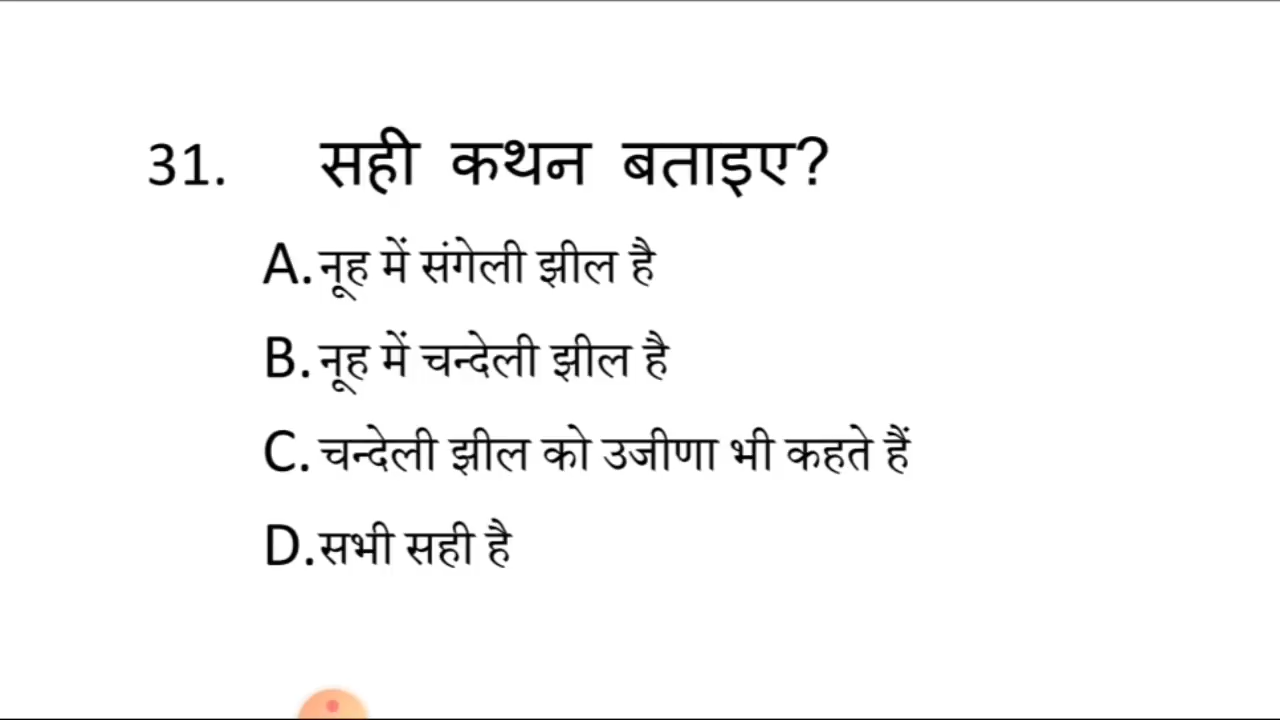 31. सही कथन बताइए?
A. नूह में संगेली झील है
B. नूह में चन्देली झील है
C. चन्देली झील को उजीणा भी कहते हैं
D. सभी सही है